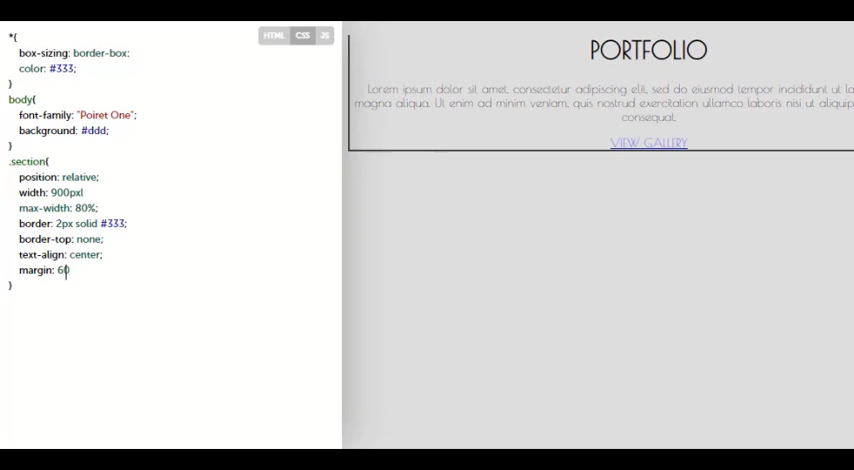 HTML CSS JS
*{
box-sizing: border-box;
color: #333;
}
body{
font-family: "Poiret One";
background: #ddd;
}
.section{
position: relative;
width: 900pxl
max-width: 80%;
border: 2px solid #333;
border-top: none;
text-align: center;
margin: 60
}
PORTFOLIO
Lorem ipsum dolor sit amet, consectetur adipiscing elit, sed do eiusmod tempor incididunt ut la
magna aliqua. Ut enim ad minim veniam, quis nostrud exercitation ullamco laboris nisi ut aliquip
consequat.
VIEW GALLERY